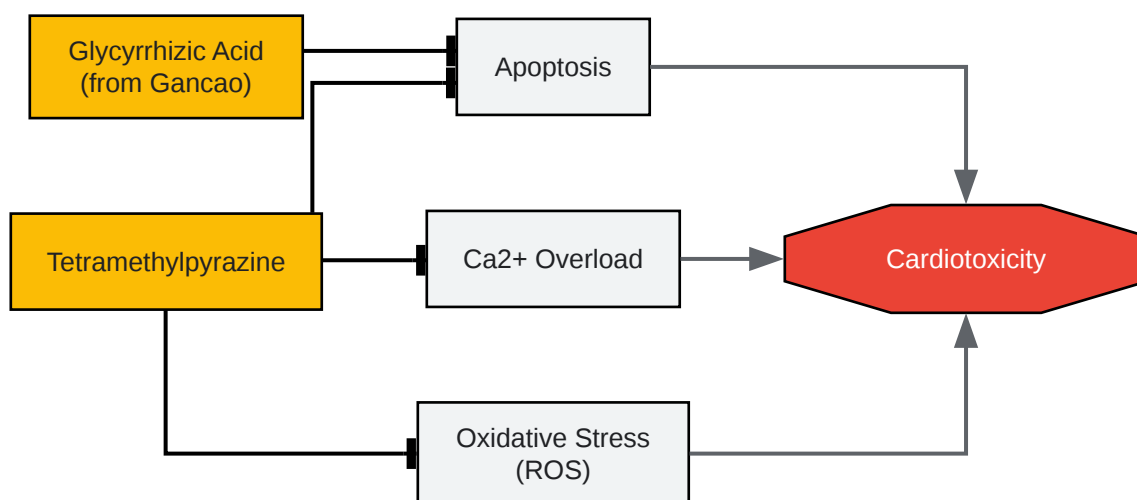 Glycyrrhizic Acid
(from Gancao)
Apoptosis
Tetramethylpyrazine
Ca2+ Overload
Cardiotoxicity
Oxidative Stress
(ROS)